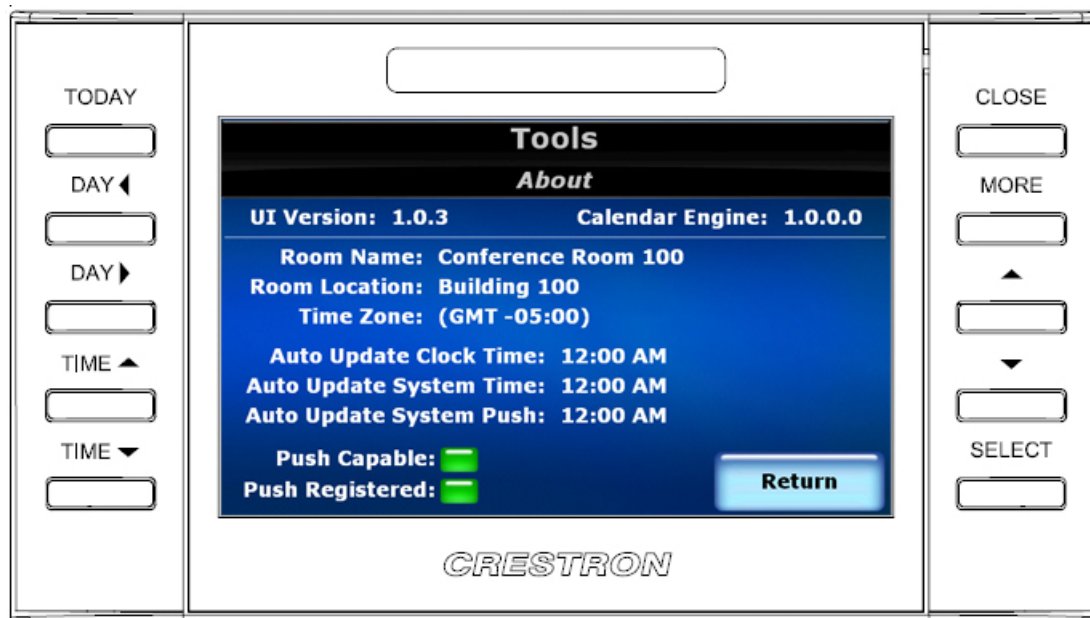 TODAY
DAY
DAY
TIME
TIME
Tools
About
UI Version: 1.0.3 Calendar Engine: 1.0.0.0
Room Name: Conference Room 100
Room Location: Building 100
Time Zone: (GMT -05:00)
Auto Update Clock Time: 12:00 AM
Auto Update System Time: 12:00 AM
Auto Update System Push: 12:00 AM
Push Capable:
Push Registered:
Return
CRESTRON
CLOSE
MORE
SELECT